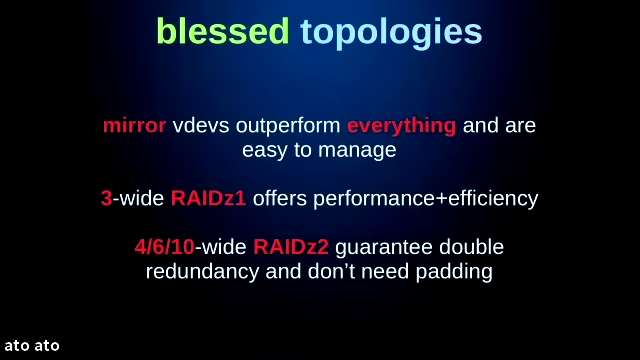 blessed topologies
mirror vdevs outperform everything and are
easy to manage
3-wide RAIDz1 offers performance+efficiency
4/6/10-wide RAIDz2 guarantee double
redundancy and don’t need padding
ato ato